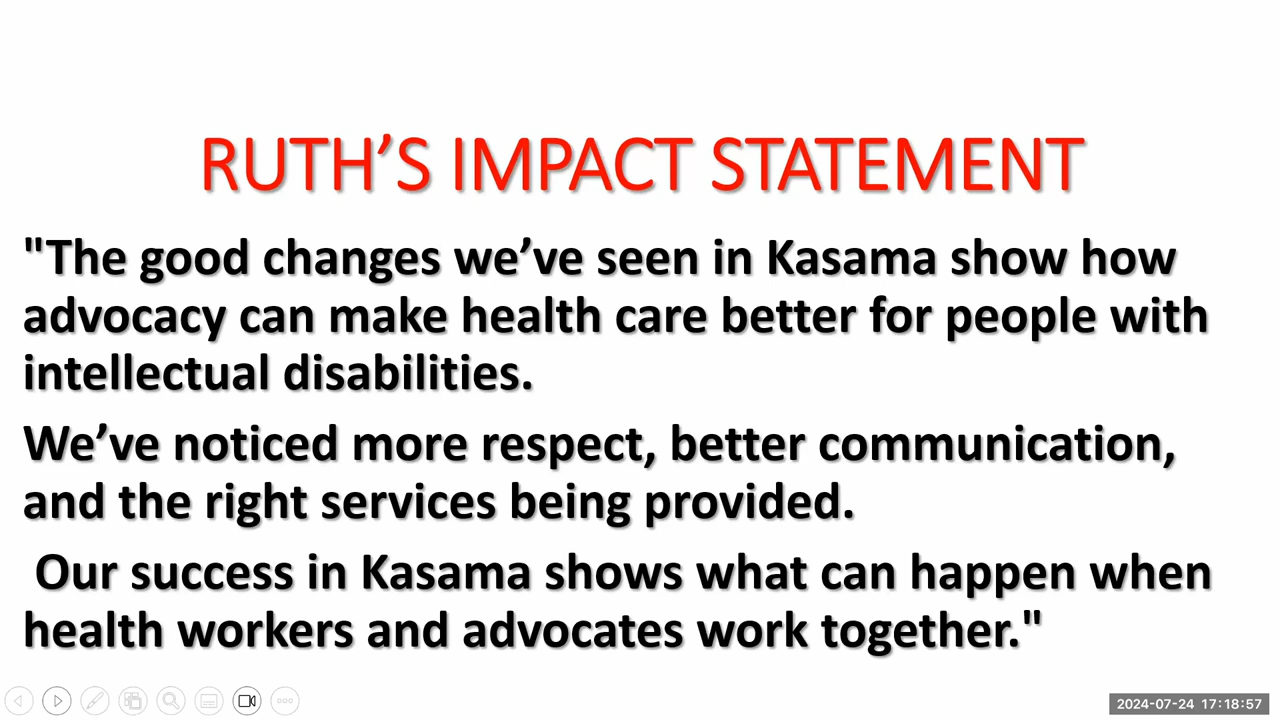 RUTH’S IMPACT STATEMENT
"The good changes we’ve seen in Kasama show how
advocacy can make health care better for people with
intellectual disabilities.
We’ve noticed more respect, better communication,
and the right services being provided.
Our success in Kasama shows what can happen when
health workers and advocates work together."
2024-07-24 17:18:57